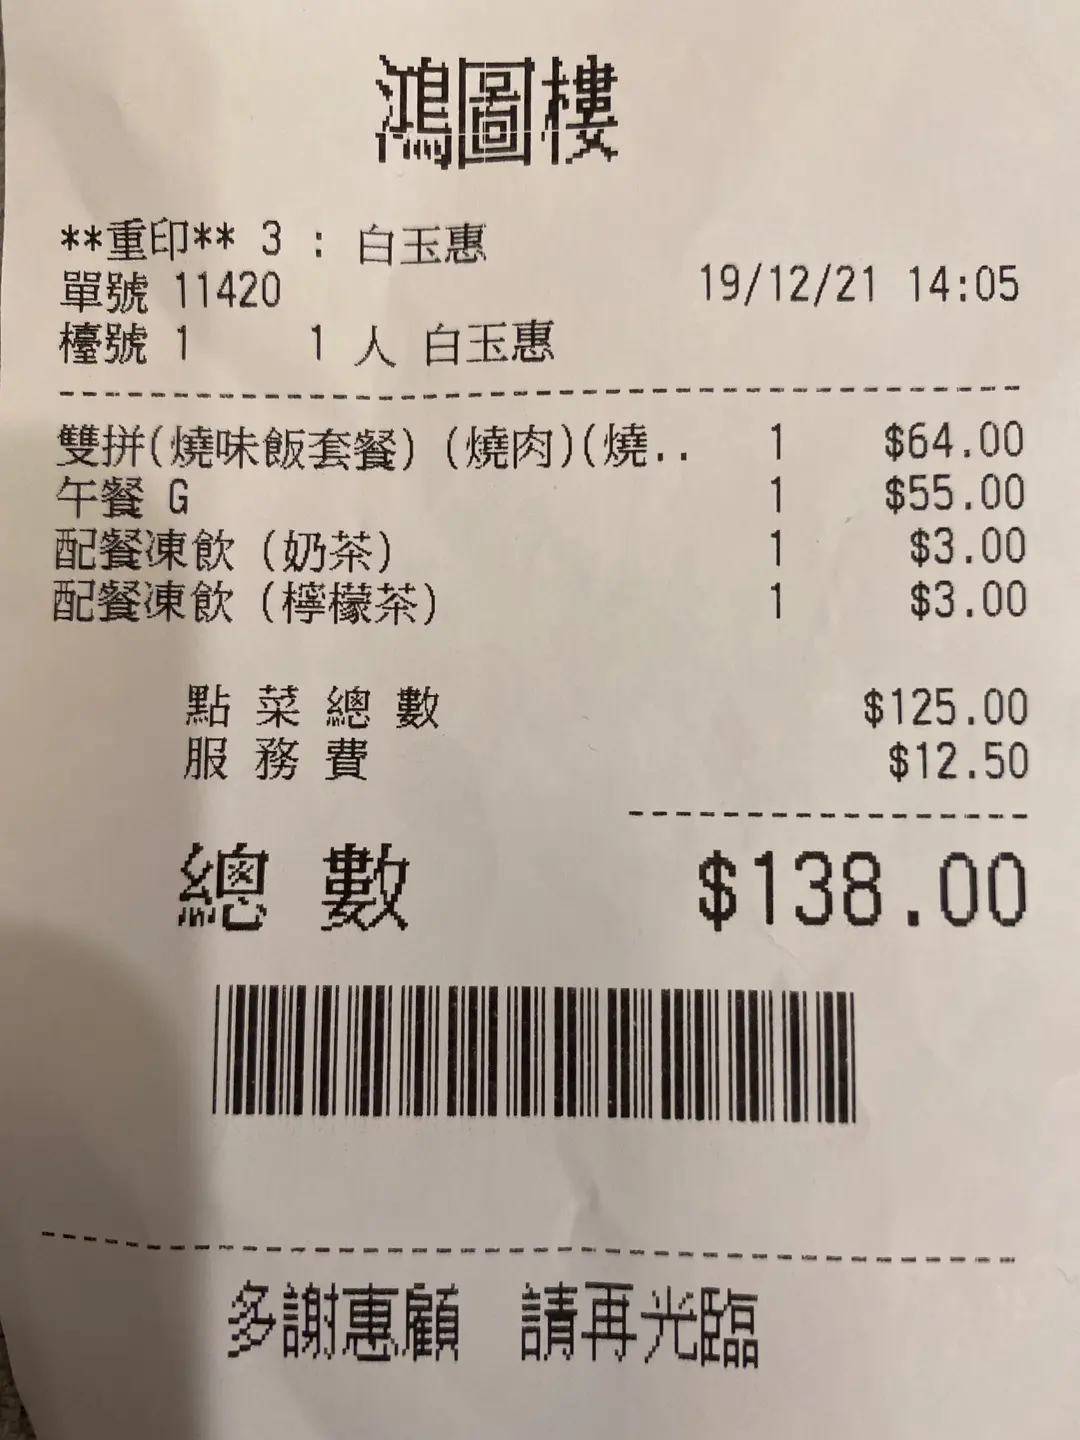 鴻圖樓
**重印** 3 : 白玉惠
單號 11420 19/12/21 14:05
檯號 1 1 人 白玉惠
雙拼(燒味飯套餐) (燒肉)(燒.. 1 $64.00
午餐 G 1 $55.00
配餐凍飲 (奶茶) 1 $3.00
配餐凍飲 (檸檬茶) 1 $3.00
點 菜 總 數 $125.00
服 務 費 $12.50
總 數 $138.00
多謝惠顧 請再光臨